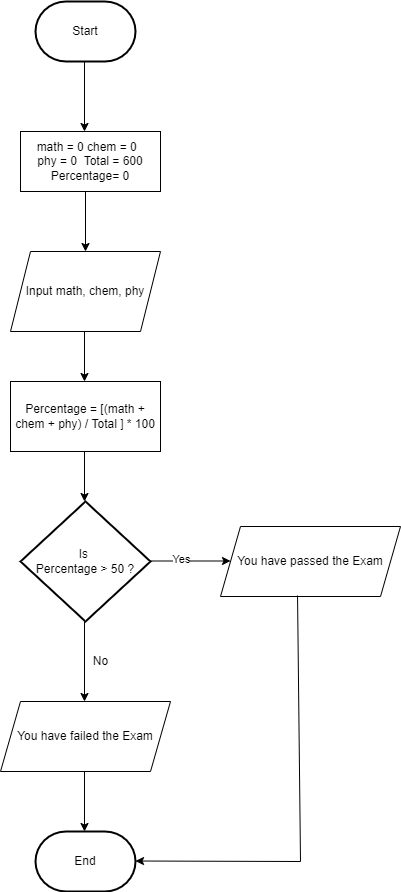 Start
math = 0 chem = 0
phy = 0 Total = 600
Percentage= 0
Input math, chem, phy
Percentage = [(math +
chem + phy) / Total ] * 100
Is
Percentage > 50 ?
Yes
You have passed the Exam
No
You have failed the Exam
End